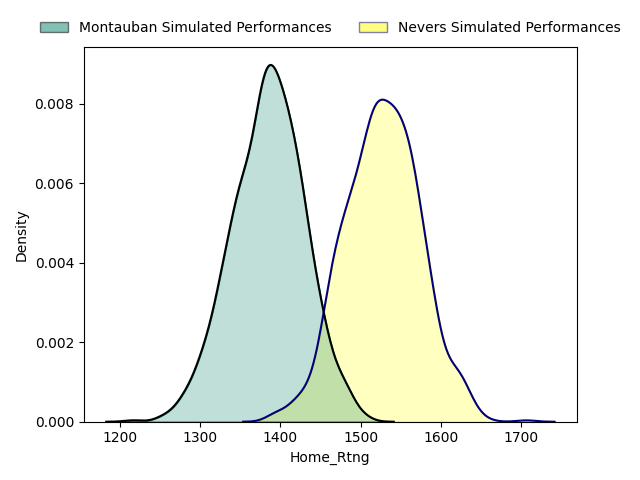 Montauban Simulated Performances
Nevers Simulated Performances
0.008
0.006
0.004
0.002
0.000
Density
1200 1300 1400 1500 1600 1700
Home_Rtng